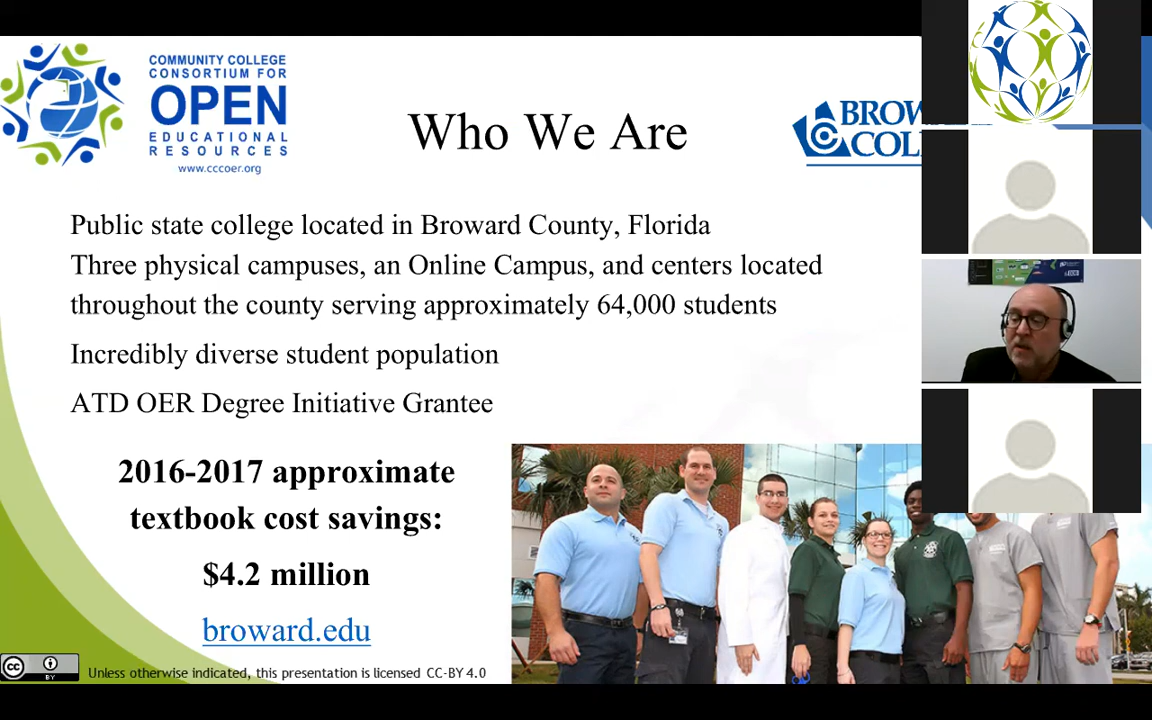 COMMUNITY COLLEGE
CONSORTIUM FOR
OPEN
EDUCATIONAL
RESOURCES
www.cccoer.org
Who We Are
Public state college located in Broward County, Florida
Three physical campuses, an Online Campus, and centers located
throughout the county serving approximately 64,000 students
Incredibly diverse student population
ATD OER Degree Initiative Grantee
2016-2017 approximate
textbook cost savings:
$4.2 million
broward.edu
cc
BY
Unless otherwise indicated, this presentation is licensed CC-BY 4.0